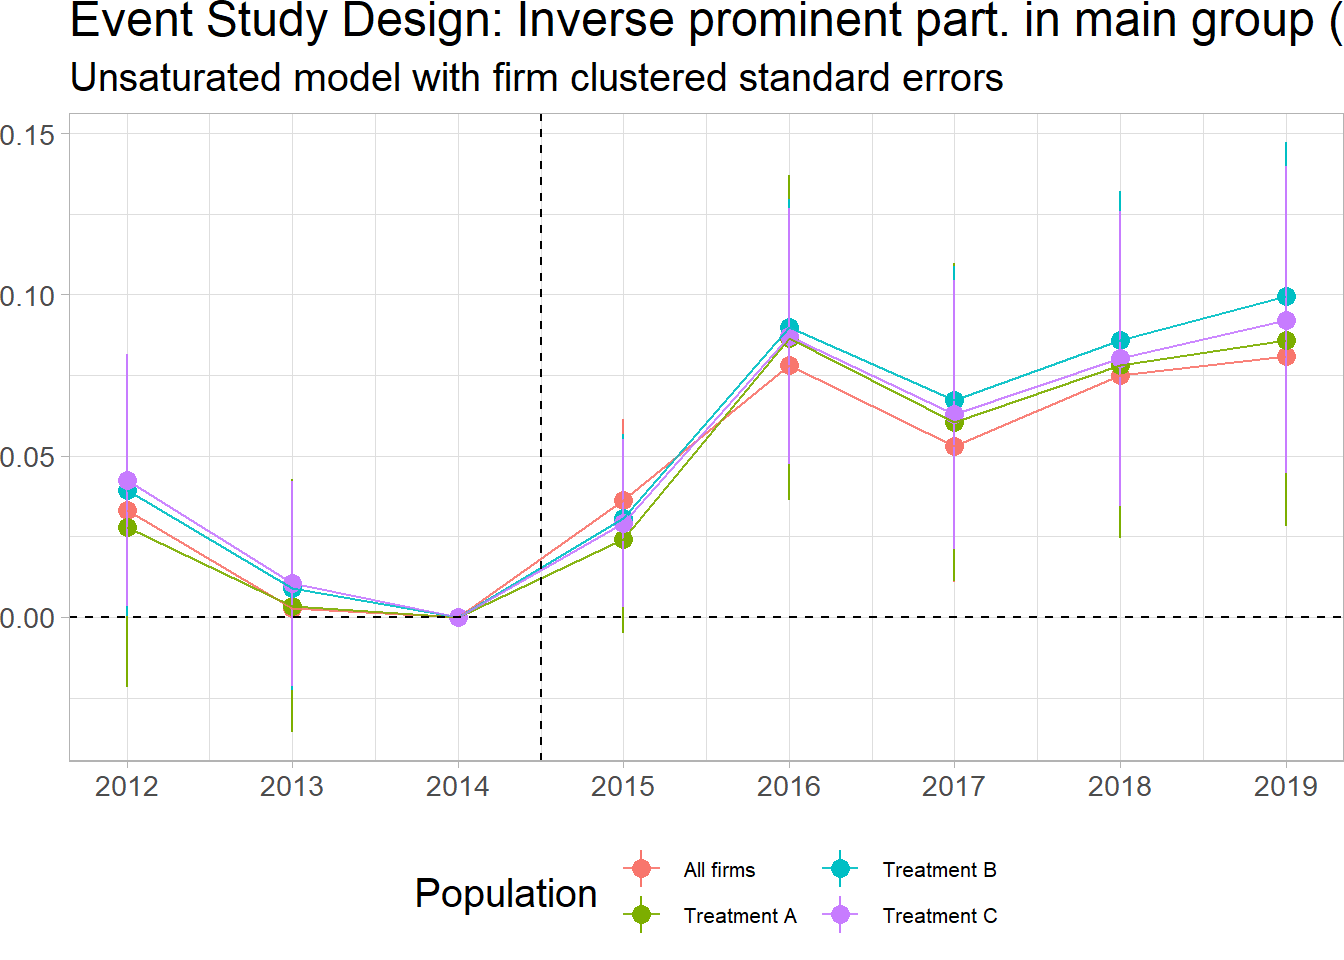 Event Study Design: Inverse prominent part. in main group (
Unsaturated model with firm clustered standard errors
0.15
0.10
0.05
0.00
2012 2013 2014 2015 2016 2017 2018 2019
Population
All firms
Treatment A
Treatment B
Treatment C